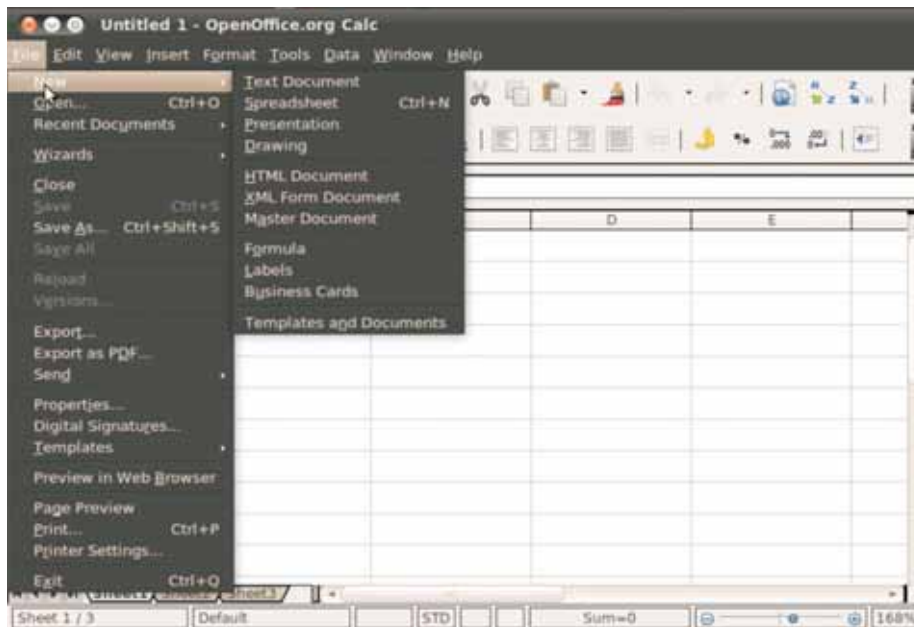 Untitled 1 - OpenOffice.org Calc
File Edit View Insert Format Tools Data Window Help
New
Open... Ctrl+O
Recent Documents
Wizards
Close
Save Ctrl+S
Save As... Ctrl+Shift+S
Save All
Reload
Versions...
Export...
Export as PDF...
Send
Properties...
Digital Signatures...
Templates
Preview in Web Browser
Page Preview
Print... Ctrl+P
Printer Settings...
Exit Ctrl+Q
Text Document
Spreadsheet Ctrl+N
Presentation
Drawing
HTML Document
XML Form Document
Master Document
Formula
Labels
Business Cards
Templates and Documents
D E
Sheet1 Sheet2 Sheet3
Sheet 1 / 3 Default STD Sum=0 168%